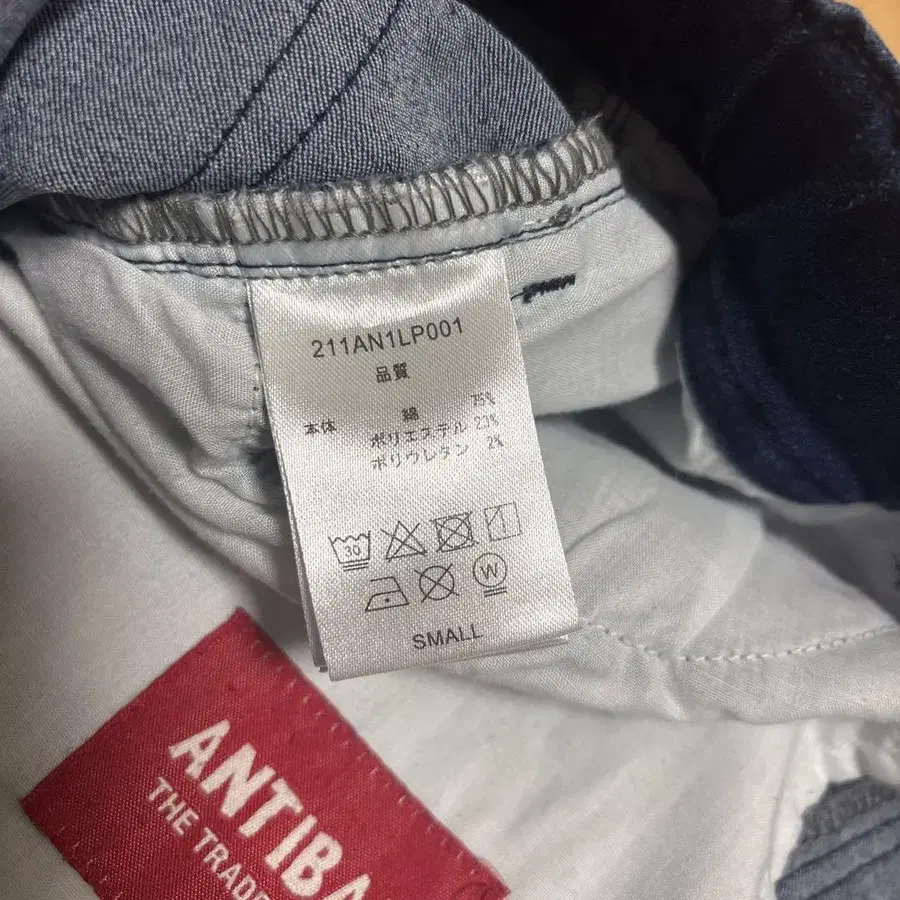 211AN1LP001
品質
本体 綿 75%
ポリエステル 23%
ポリウレタン 2%
30
W
SMALL
ANTIBA
THE TRADE